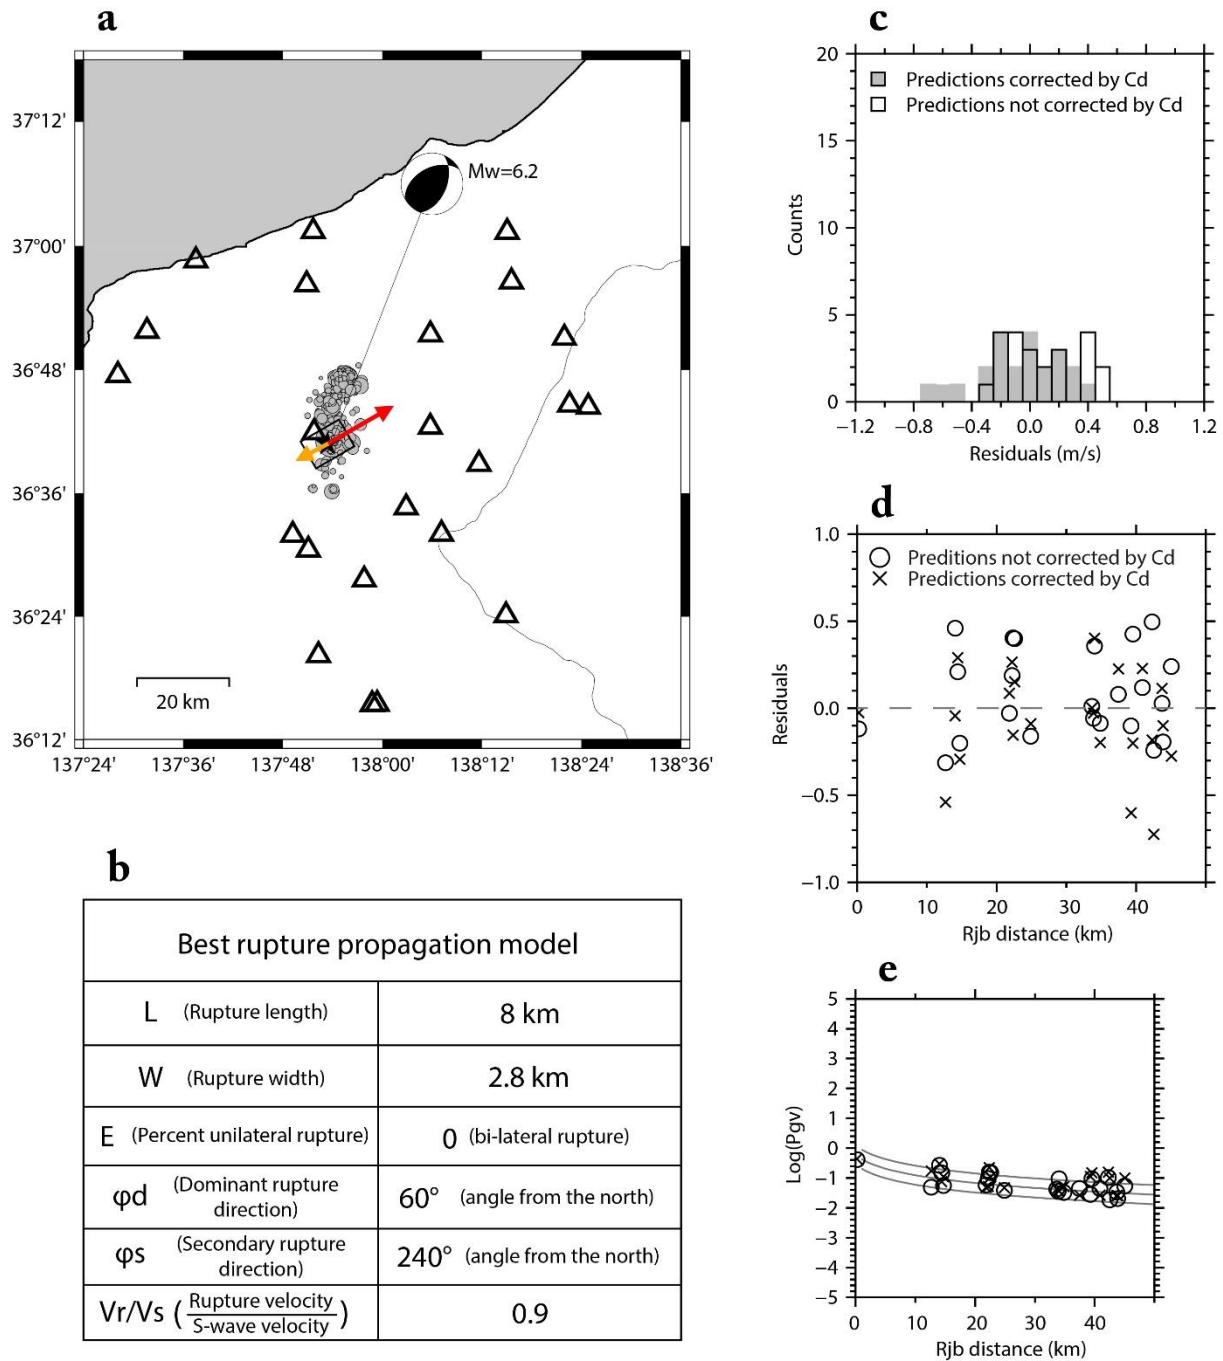 a
37°12'
37°00'
36°48'
36°36'
36°24'
36°12'
Mw=6.2
20 km
137°24' 137°36' 137°48' 138°00' 138°12' 138°24' 138°36'
b
Best rupture propagation model
L (Rupture length) 8 km
W (Rupture width) 2.8 km
E (Percent unilateral rupture) 0 (bi-lateral rupture)
φd (Dominant rupture direction) 60° (angle from the north)
φs (Secondary rupture direction) 240° (angle from the north)
Vr/Vs (Rupture velocity / S-wave velocity) 0.9
c
20
15
10
5
0
Counts
Predictions corrected by Cd
Predictions not corrected by Cd
−1.2 −0.8 −0.4 0.0 0.4 0.8 1.2
Residuals (m/s)
d
1.0
0.5
0.0
−0.5
−1.0
Residuals
Preditions not corrected by Cd
Predictions corrected by Cd
0 10 20 30 40
Rjb distance (km)
e
5
4
3
2
1
0
−1
−2
−3
−4
−5
Log(Pgv)
0 10 20 30 40
Rjb distance (km)